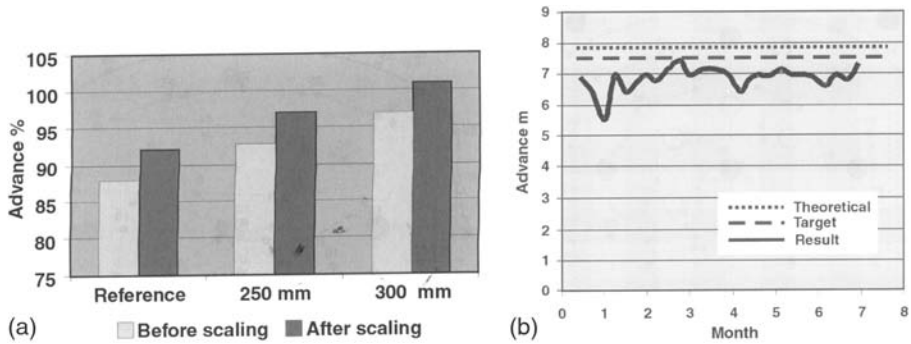 105
100
95
90
85
80
75
Advance %
Reference 250 mm 300 mm
Before scaling After scaling
(a)
9
8
7
6
5
4
3
2
1
0
Advance m
Theoretical
Target
Result
0 1 2 3 4 5 6 7 8
Month
(b)